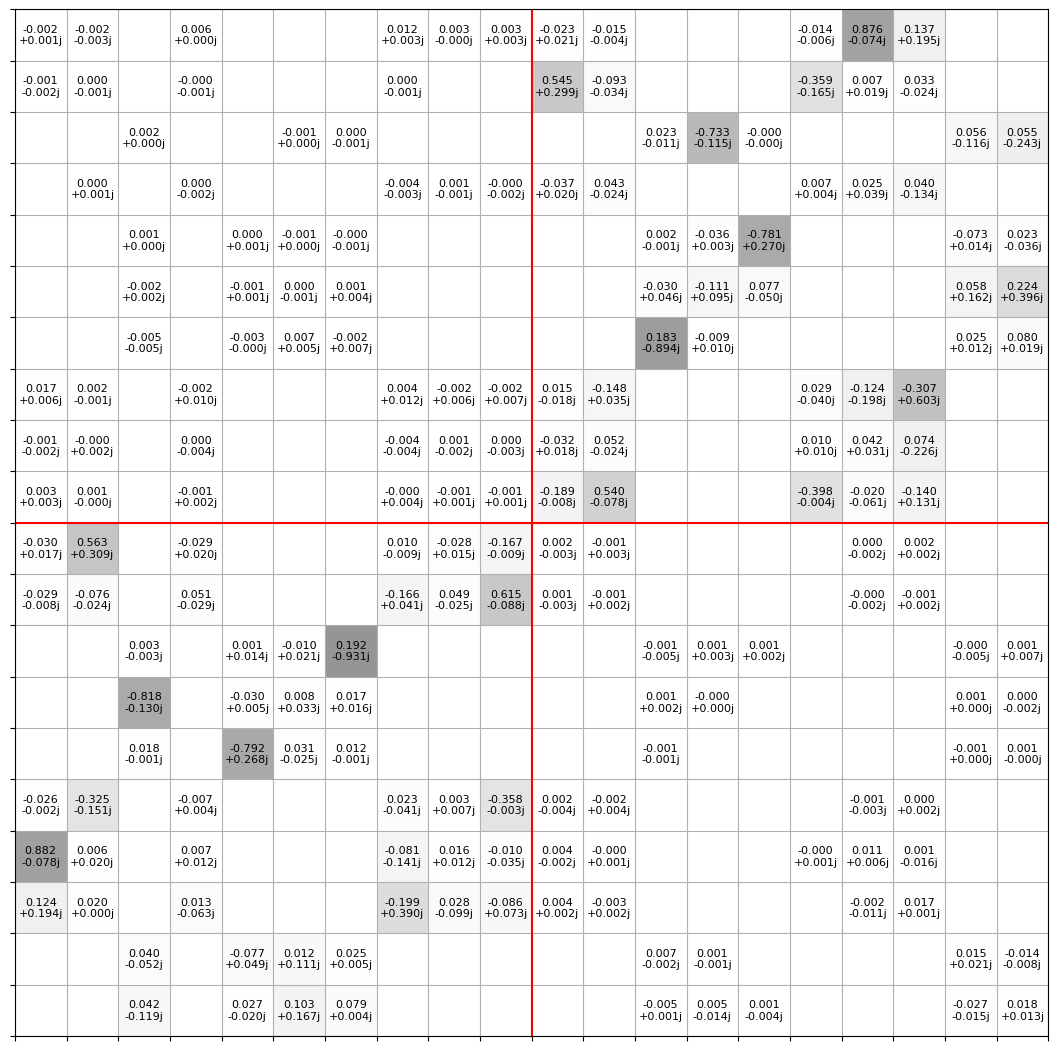 -0.002 -0.002 0.006 0.012 0.003 0.003 -0.023 -0.015 -0.014 0.876 0.137
+0.001j -0.003j +0.000j +0.003j -0.000j +0.003j +0.021j -0.004j -0.006j -0.074j +0.195j
-0.001 0.000 -0.000 0.000 0.545 -0.093 -0.359 0.007 0.033
-0.002j -0.001j -0.001j -0.001j +0.299j -0.034j -0.165j +0.019j -0.024j
0.002 -0.001 0.000 0.023 -0.733 -0.000 0.056 0.055
+0.000j +0.000j -0.001j -0.011j -0.115j -0.000j -0.116j -0.243j
0.000 0.000 -0.004 0.001 -0.000 -0.037 0.043 0.007 0.025 0.040
+0.001j -0.002j -0.003j -0.001j -0.002j +0.020j -0.024j +0.004j +0.039j -0.134j
0.001 0.000 -0.001 -0.000 0.002 -0.036 -0.781 -0.073 0.023
+0.000j +0.001j +0.000j -0.001j -0.001j +0.003j +0.270j +0.014j -0.036j
-0.002 -0.001 0.000 0.001 -0.030 -0.111 0.077 0.058 0.224
+0.002j +0.001j -0.001j +0.004j +0.046j +0.095j -0.050j +0.162j +0.396j
-0.005 -0.003 0.007 -0.002 0.183 -0.009 0.025 0.080
-0.005j -0.000j +0.005j +0.007j -0.894j +0.010j +0.012j +0.019j
0.017 0.002 -0.002 0.004 -0.002 -0.002 0.015 -0.148 0.029 -0.124 -0.307
+0.006j -0.001j +0.010j +0.012j +0.006j +0.007j -0.018j +0.035j -0.040j -0.198j +0.603j
-0.001 -0.000 0.000 -0.004 0.001 0.000 -0.032 0.052 0.010 0.042 0.074
-0.002j +0.002j -0.004j -0.004j -0.002j -0.003j +0.018j -0.024j +0.010j +0.031j -0.226j
0.003 0.001 -0.001 -0.000 -0.001 -0.001 -0.189 0.540 -0.398 -0.020 -0.140
+0.003j -0.000j +0.002j +0.004j +0.001j +0.001j -0.008j -0.078j -0.004j -0.061j +0.131j
-0.030 0.563 -0.029 0.010 -0.028 -0.167 0.002 -0.001 0.000 0.002
+0.017j +0.309j +0.020j -0.009j +0.015j -0.009j -0.003j +0.003j -0.002j +0.002j
-0.029 -0.076 0.051 -0.166 0.049 0.615 0.001 -0.001 -0.000 -0.001
-0.008j -0.024j -0.029j +0.041j -0.025j -0.088j -0.003j +0.002j -0.002j +0.002j
0.003 0.001 -0.010 0.192 -0.001 0.001 0.001 -0.000 0.001
-0.003j +0.014j +0.021j -0.931j -0.005j +0.003j +0.002j -0.005j +0.007j
-0.818 -0.030 0.008 0.017 0.001 -0.000 0.001 0.000
-0.130j +0.005j +0.033j +0.016j +0.002j +0.000j +0.000j -0.002j
0.018 -0.792 0.031 0.012 -0.001 -0.001 0.001
-0.001j +0.268j -0.025j -0.001j -0.001j +0.000j -0.000j
-0.026 -0.325 -0.007 0.023 0.003 -0.358 0.002 -0.002 -0.001 0.000
-0.002j -0.151j +0.004j -0.041j +0.007j -0.003j -0.004j +0.004j -0.003j +0.002j
0.882 0.006 0.007 -0.081 0.016 -0.010 0.004 -0.000 -0.000 0.011 0.001
-0.078j +0.020j +0.012j -0.141j +0.012j -0.035j -0.002j +0.001j +0.001j +0.006j -0.016j
0.124 0.020 0.013 -0.199 0.028 -0.086 0.004 -0.003 -0.002 0.017
+0.194j +0.000j -0.063j +0.390j -0.099j +0.073j +0.002j +0.002j -0.011j +0.001j
0.040 -0.077 0.012 0.025 0.007 0.001 0.015 -0.014
-0.052j +0.049j +0.111j +0.005j -0.002j -0.001j +0.021j -0.008j
0.042 0.027 0.103 0.079 -0.005 0.005 0.001 -0.027 0.018
-0.119j -0.020j +0.167j +0.004j +0.001j -0.014j -0.004j -0.015j +0.013j